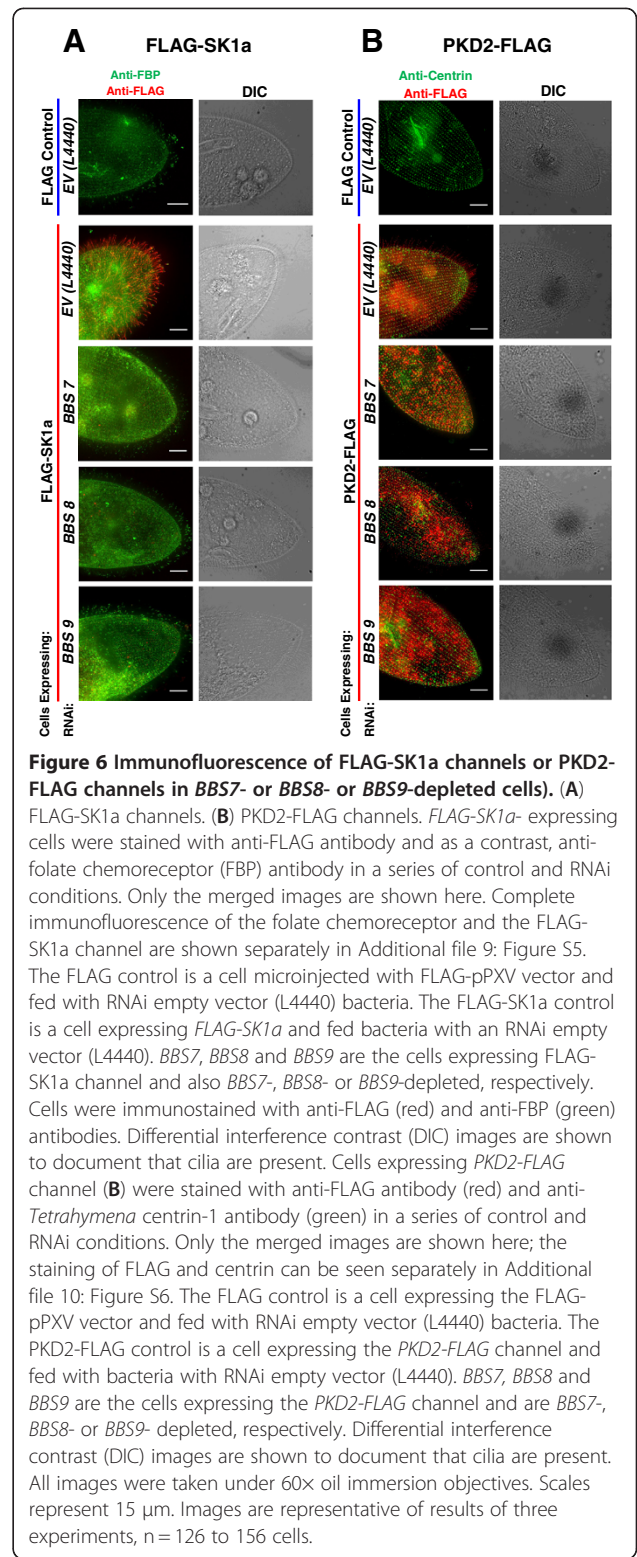 A
FLAG-SK1a
B
PKD2-FLAG
Anti-FBP
Anti-FLAG
DIC
Anti-Centrin
Anti-FLAG
DIC
FLAG Control
EV (L4440)
FLAG Control
EV (L4440)
FLAG-SK1a
EV (L4440)
BBS 7
BBS 8
BBS 9
PKD2-FLAG
EV (L4440)
BBS 7
BBS 8
BBS 9
Cells Expressing:
RNAi:
Cells Expressing:
RNAi:
Figure 6 Immunofluorescence of FLAG-SK1a channels or PKD2-
FLAG channels in BBS7- or BBS8- or BBS9-depleted cells). (A)
FLAG-SK1a channels. (B) PKD2-FLAG channels. FLAG-SK1a- expressing
cells were stained with anti-FLAG antibody and as a contrast, anti-
folate chemoreceptor (FBP) antibody in a series of control and RNAi
conditions. Only the merged images are shown here. Complete
immunofluorescence of the folate chemoreceptor and the FLAG-
SK1a channel are shown separately in Additional file 9: Figure S5.
The FLAG control is a cell microinjected with FLAG-pPXV vector and
fed with RNAi empty vector (L4440) bacteria. The FLAG-SK1a control
is a cell expressing FLAG-SK1a and fed bacteria with an RNAi empty
vector (L4440). BBS7, BBS8 and BBS9 are the cells expressing FLAG-
SK1a channel and also BBS7-, BBS8- or BBS9-depleted, respectively.
Cells were immunostained with anti-FLAG (red) and anti-FBP (green)
antibodies. Differential interference contrast (DIC) images are shown
to document that cilia are present. Cells expressing PKD2-FLAG
channel (B) were stained with anti-FLAG antibody (red) and anti-
Tetrahymena centrin-1 antibody (green) in a series of control and
RNAi conditions. Only the merged images are shown here; the
staining of FLAG and centrin can be seen separately in Additional
file 10: Figure S6. The FLAG control is a cell expressing the FLAG-
pPXV vector and fed with RNAi empty vector (L4440) bacteria. The
PKD2-FLAG control is a cell expressing the PKD2-FLAG channel and
fed with bacteria with RNAi empty vector (L4440). BBS7, BBS8 and
BBS9 are the cells expressing the PKD2-FLAG channel and are BBS7-,
BBS8- or BBS9- depleted, respectively. Differential interference
contrast (DIC) images are shown to document that cilia are present.
All images were taken under 60× oil immersion objectives. Scales
represent 15 μm. Images are representative of results of three
experiments, n = 126 to 156 cells.